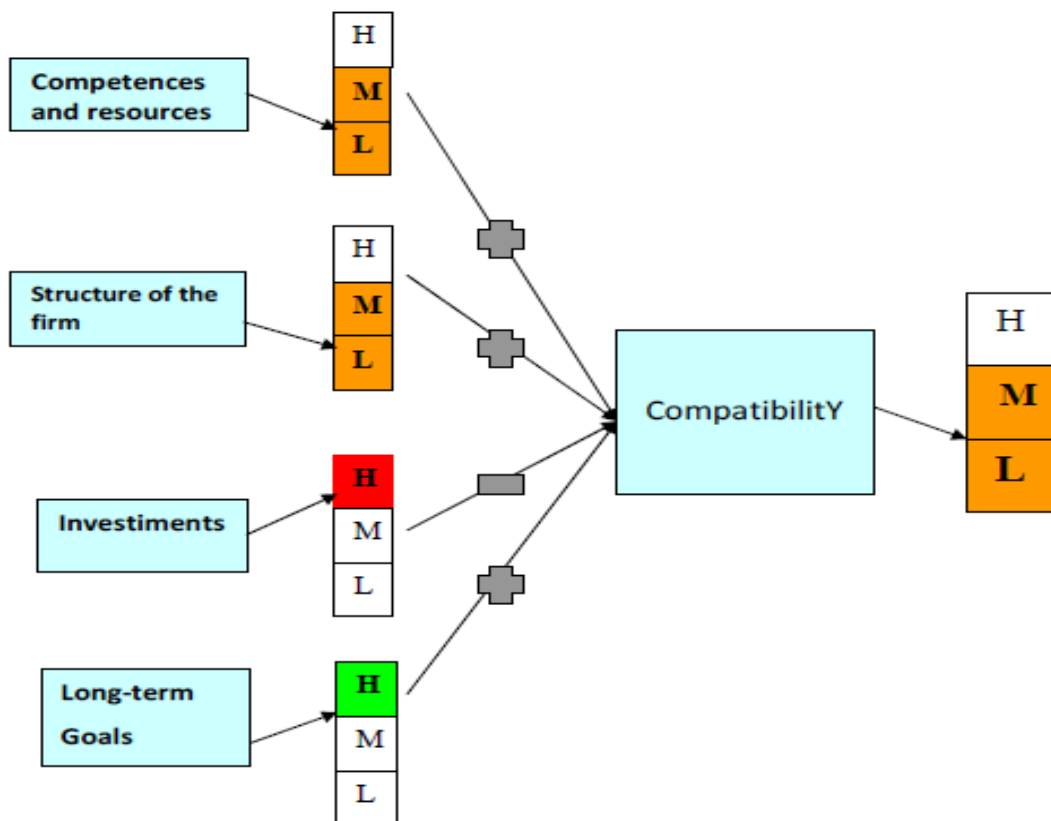 Competences
and resources
H
M
L
Structure of the
firm
H
M
L
Investiments
H
M
L
Long-term
Goals
H
M
L
CompatibilitY
H
M
L